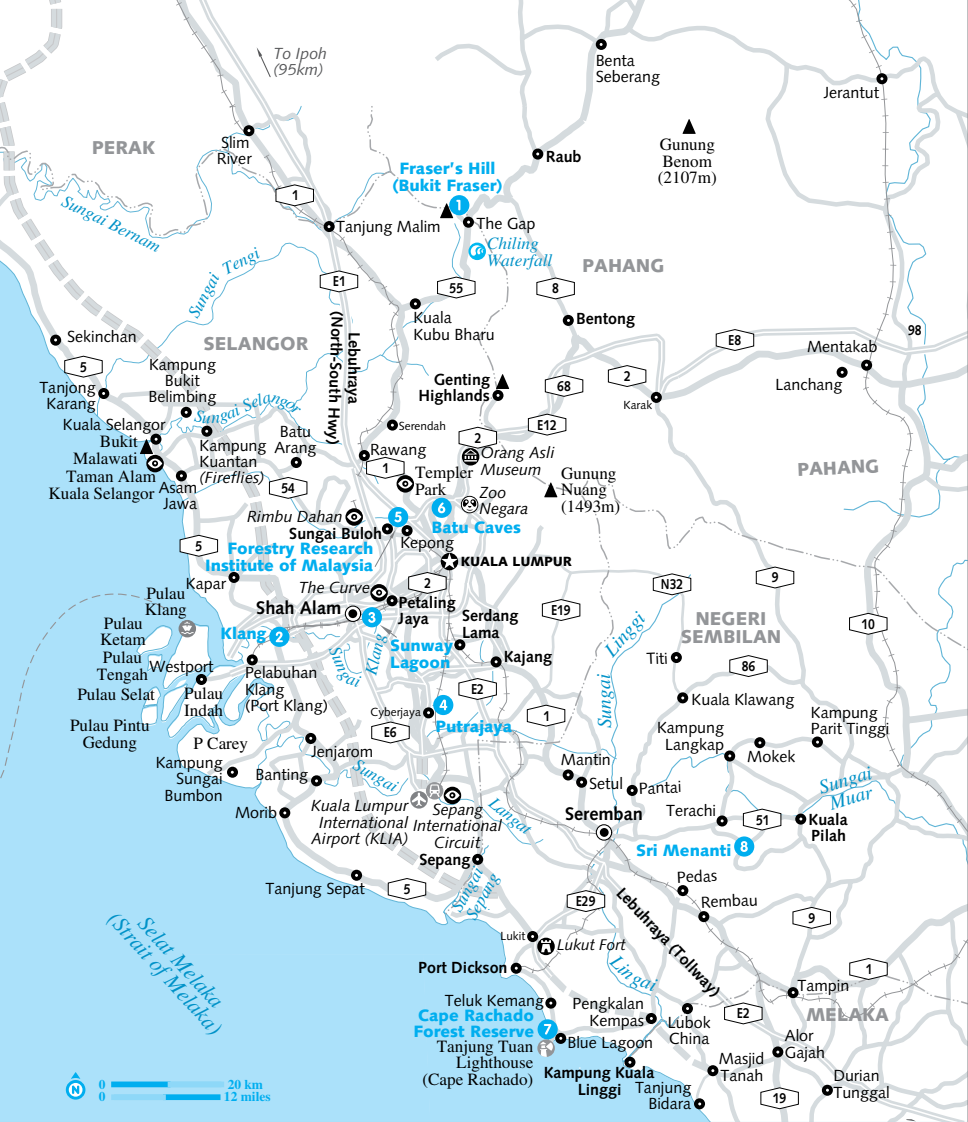 To Ipoh
(95km)
Benta
Seberang
Jerantut
PERAK
Slim
River
Gunung
Benom
(2107m)
Raub
Fraser's Hill
(Bukit Fraser)
1
1
Sungai Bernam
Tanjung Malim
The Gap
Chiling
Waterfall
PAHANG
Sungai Tengi
E1
55
8
Kuala
Kubu Bharu
Bentong
98
Sekinchan
SELANGOR
Lebuhraya
(North-South Hwy)
E8
Mentakab
5
Kampung
Bukit
Belimbing
Genting
Highlands
68
2
Lanchang
Tanjong
Karang
Karak
Sungai Selangor
Kuala Selangor
Serendah
E12
Bukit
Malawati
Kampung
Kuantan
(Fireflies)
Batu
Arang
Rawang
2
Orang Asli
Museum
Taman Alam
Kuala Selangor
Asam
Jawa
1
Templer
Park
Gunung
Nuang
(1493m)
PAHANG
54
Zoo
Negara
Rimbu Dahan
5
6
Batu Caves
Sungai Buloh
Kepong
5
Forestry Research
Institute of Malaysia
KUALA LUMPUR
Kapar
The Curve
2
N32
9
Pulau
Klang
Shah Alam
Petaling
Jaya
E19
NEGERI
SEMBILAN
10
Pulau
Ketam
Klang
2
3
Serdang
Lama
Sungai
Linggi
Pulau
Tengah
Westport
Sungai
Klang
Sunway
Lagoon
Kajang
Titi
86
Pulau Selat
Pulau
Indah
Pelabuhan
Klang
(Port Klang)
E2
Kuala Klawang
Pulau Pintu
Gedung
Cyberjaya
4
Putrajaya
1
Kampung
Parit Tinggi
P Carey
E6
Kampung
Langkap
Mokek
Jenjarom
Kampung
Sungai
Bumbon
Banting
Sungai
Langat
Mantin
Setul
Pantai
Sungai
Muar
Morib
Kuala Lumpur
International
Airport (KLIA)
Sepang
International
Circuit
Seremban
Terachi
51
Kuala
Pilah
Sepang
Sri Menanti
8
Tanjung Sepat
5
Sungai
Sepang
Pedas
E29
Lebuhraya (Tollway)
Rembau
9
Selat Melaka
(Strait of Melaka)
Lukit
Lukut Fort
Port Dickson
Lingai
1
Tampin
Teluk Kemang
Pengkalan
Kempas
Lubok
China
E2
MELAKA
Cape Rachado
Forest Reserve
7
Blue Lagoon
Tanjung Tuan
Lighthouse
(Cape Rachado)
Alor
Gajah
Kampung Kuala
Linggi
Masjid
Tanah
Tanjung
Bidara
Durian
Tunggal
19
N
0
20 km
0
12 miles